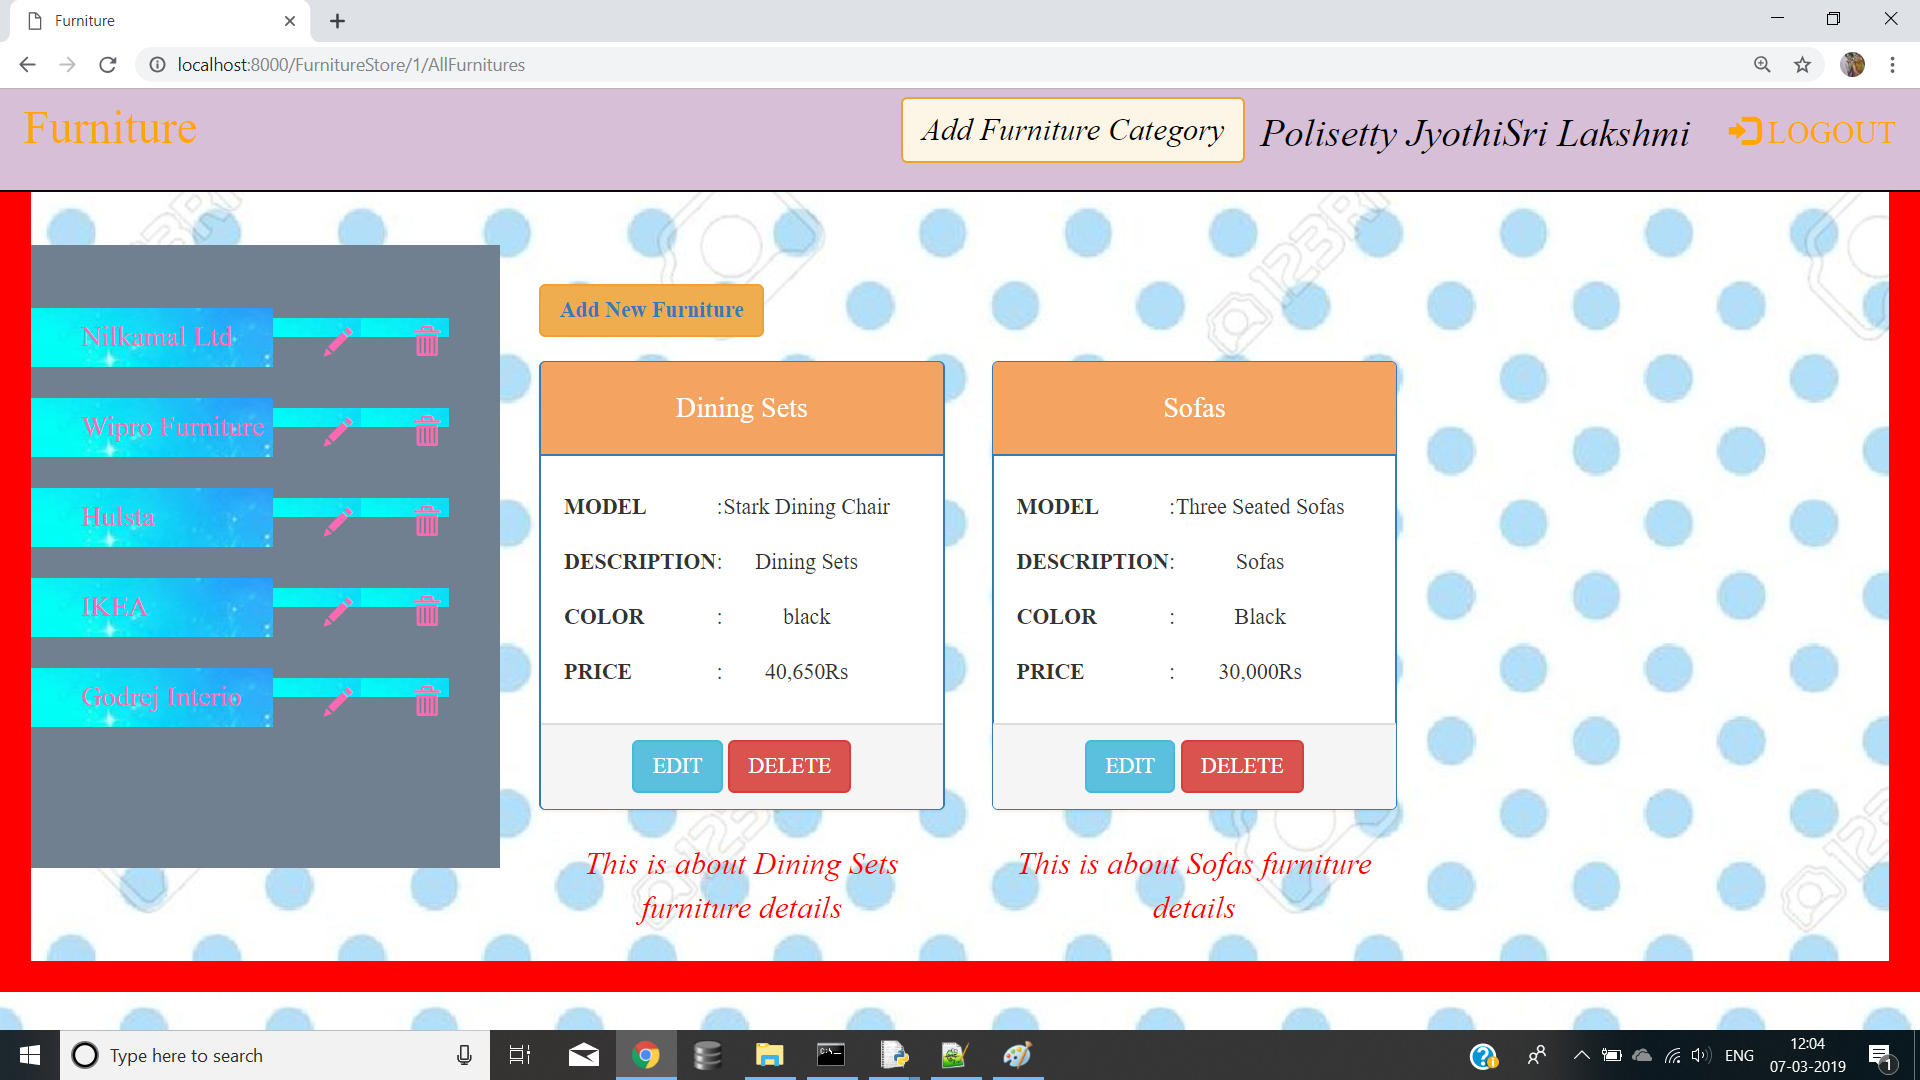 Furniture
localhost:8000/FurnitureStore/1/AllFurnitures
Furniture
Add Furniture Category
Polisetty JyothiSri Lakshmi
LOGOUT
Nilkamal Ltd
Wipro Furniture
Hulsta
IKEA
Godrej Interio
Add New Furniture
Dining Sets
MODEL :Stark Dining Chair
DESCRIPTION: Dining Sets
COLOR : black
PRICE : 40,650Rs
EDIT DELETE
This is about Dining Sets
furniture details
Sofas
MODEL :Three Seated Sofas
DESCRIPTION: Sofas
COLOR : Black
PRICE : 30,000Rs
EDIT DELETE
This is about Sofas furniture
details
123RF
Type here to search
ENG
12:04
07-03-2019
1